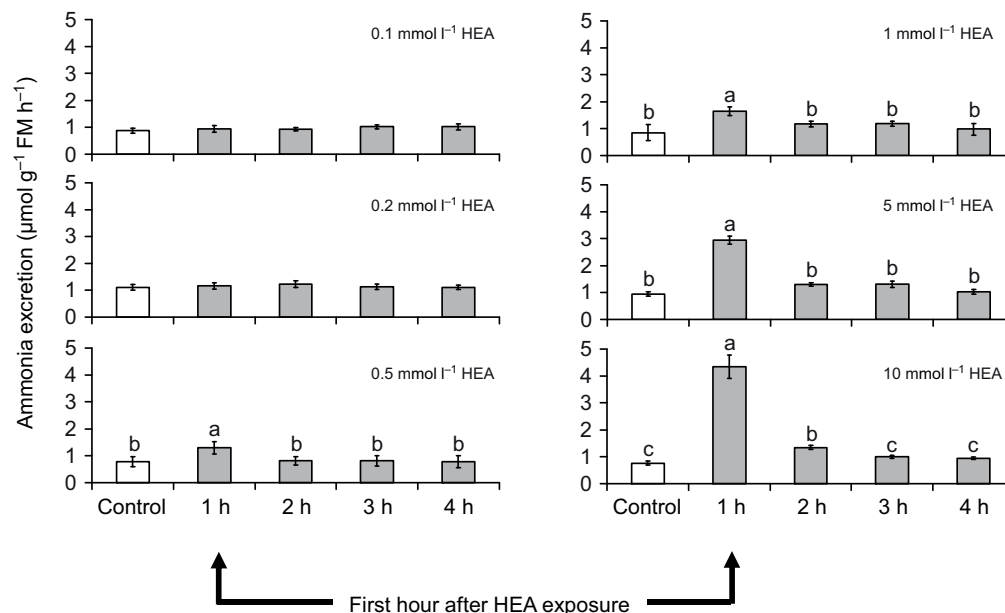 Ammonia excretion (μmol g⁻¹ FM h⁻¹)
0.1 mmol l⁻¹ HEA
5
4
3
2
1
0
0.2 mmol l⁻¹ HEA
5
4
3
2
1
0
0.5 mmol l⁻¹ HEA
5
4
3
2
1
0
b a b b b
Control 1 h 2 h 3 h 4 h
1 mmol l⁻¹ HEA
5
4
3
2
1
0
b a b b b
5 mmol l⁻¹ HEA
5
4
3
2
1
0
b a b b b
10 mmol l⁻¹ HEA
5
4
3
2
1
0
c a b c c
Control 1 h 2 h 3 h 4 h
First hour after HEA exposure